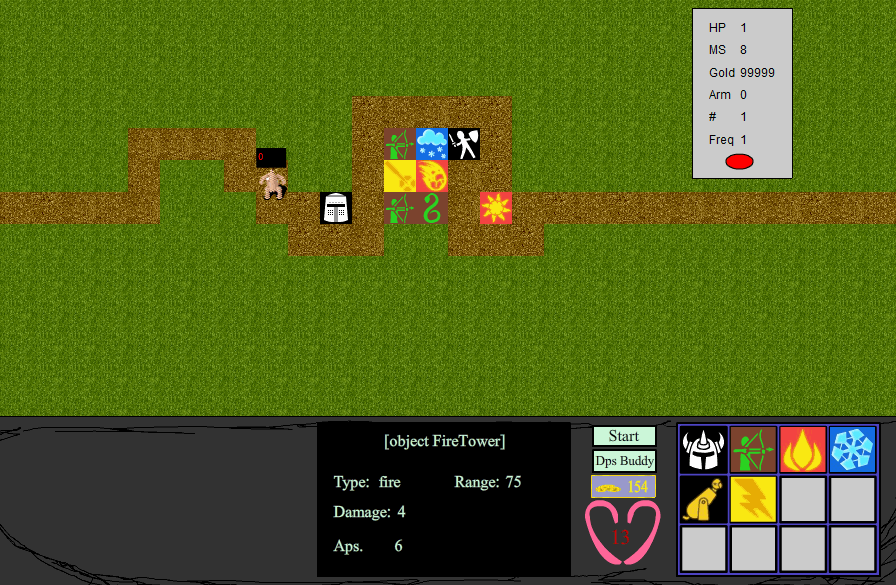 HP 1
MS 8
Gold 99999
Arm 0
# 1
Freq 1
0
[object FireTower]
Type: fire Range: 75
Damage: 4
Aps. 6
Start
Dps Buddy
154
13